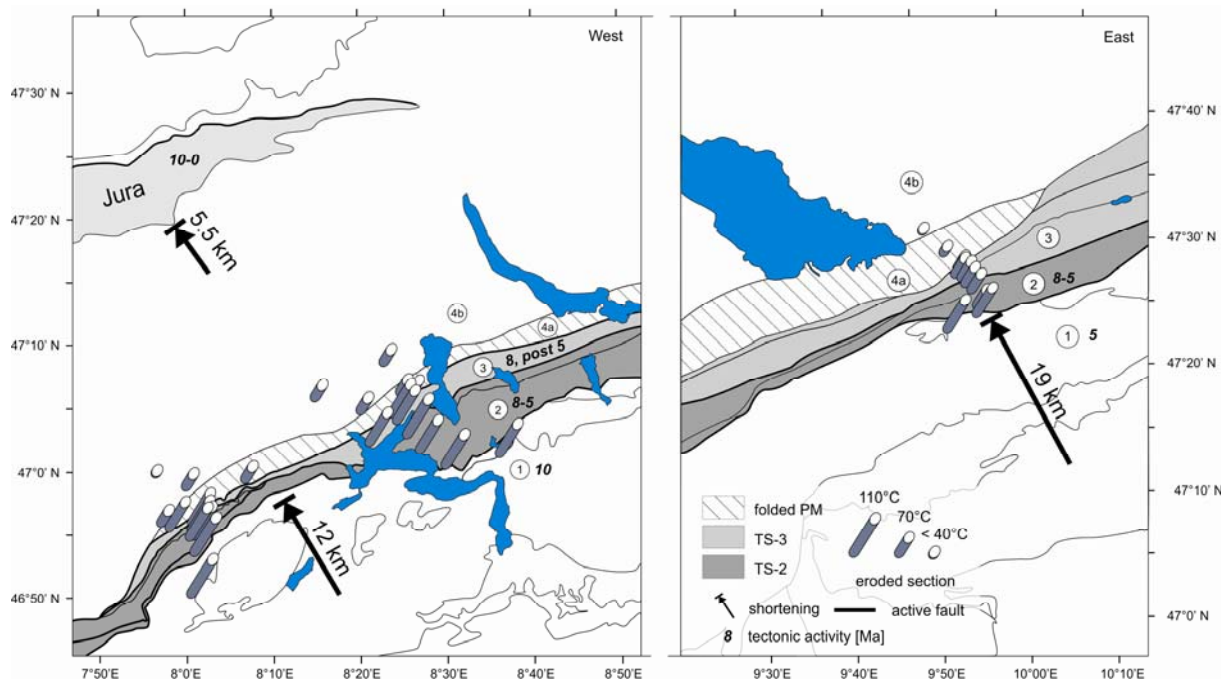 West
East
47°30' N
47°20' N
47°10' N
47°0' N
46°50' N
7°50'E
8°0'E
8°10'E
8°20'E
8°30'E
8°40'E
8°50'E
10-0
Jura
5.5 km
4b
4a
8, post 5
3
8-5
2
1
10
12 km
47°40' N
47°30' N
47°20' N
47°10' N
47°0' N
9°30'E
9°40'E
9°50'E
10°00'E
10°10'E
4b
4a
3
2
8-5
1
5
19 km
folded PM
TS-3
TS-2
110°C
70°C
< 40°C
eroded section
shortening
active fault
8 tectonic activity [Ma]